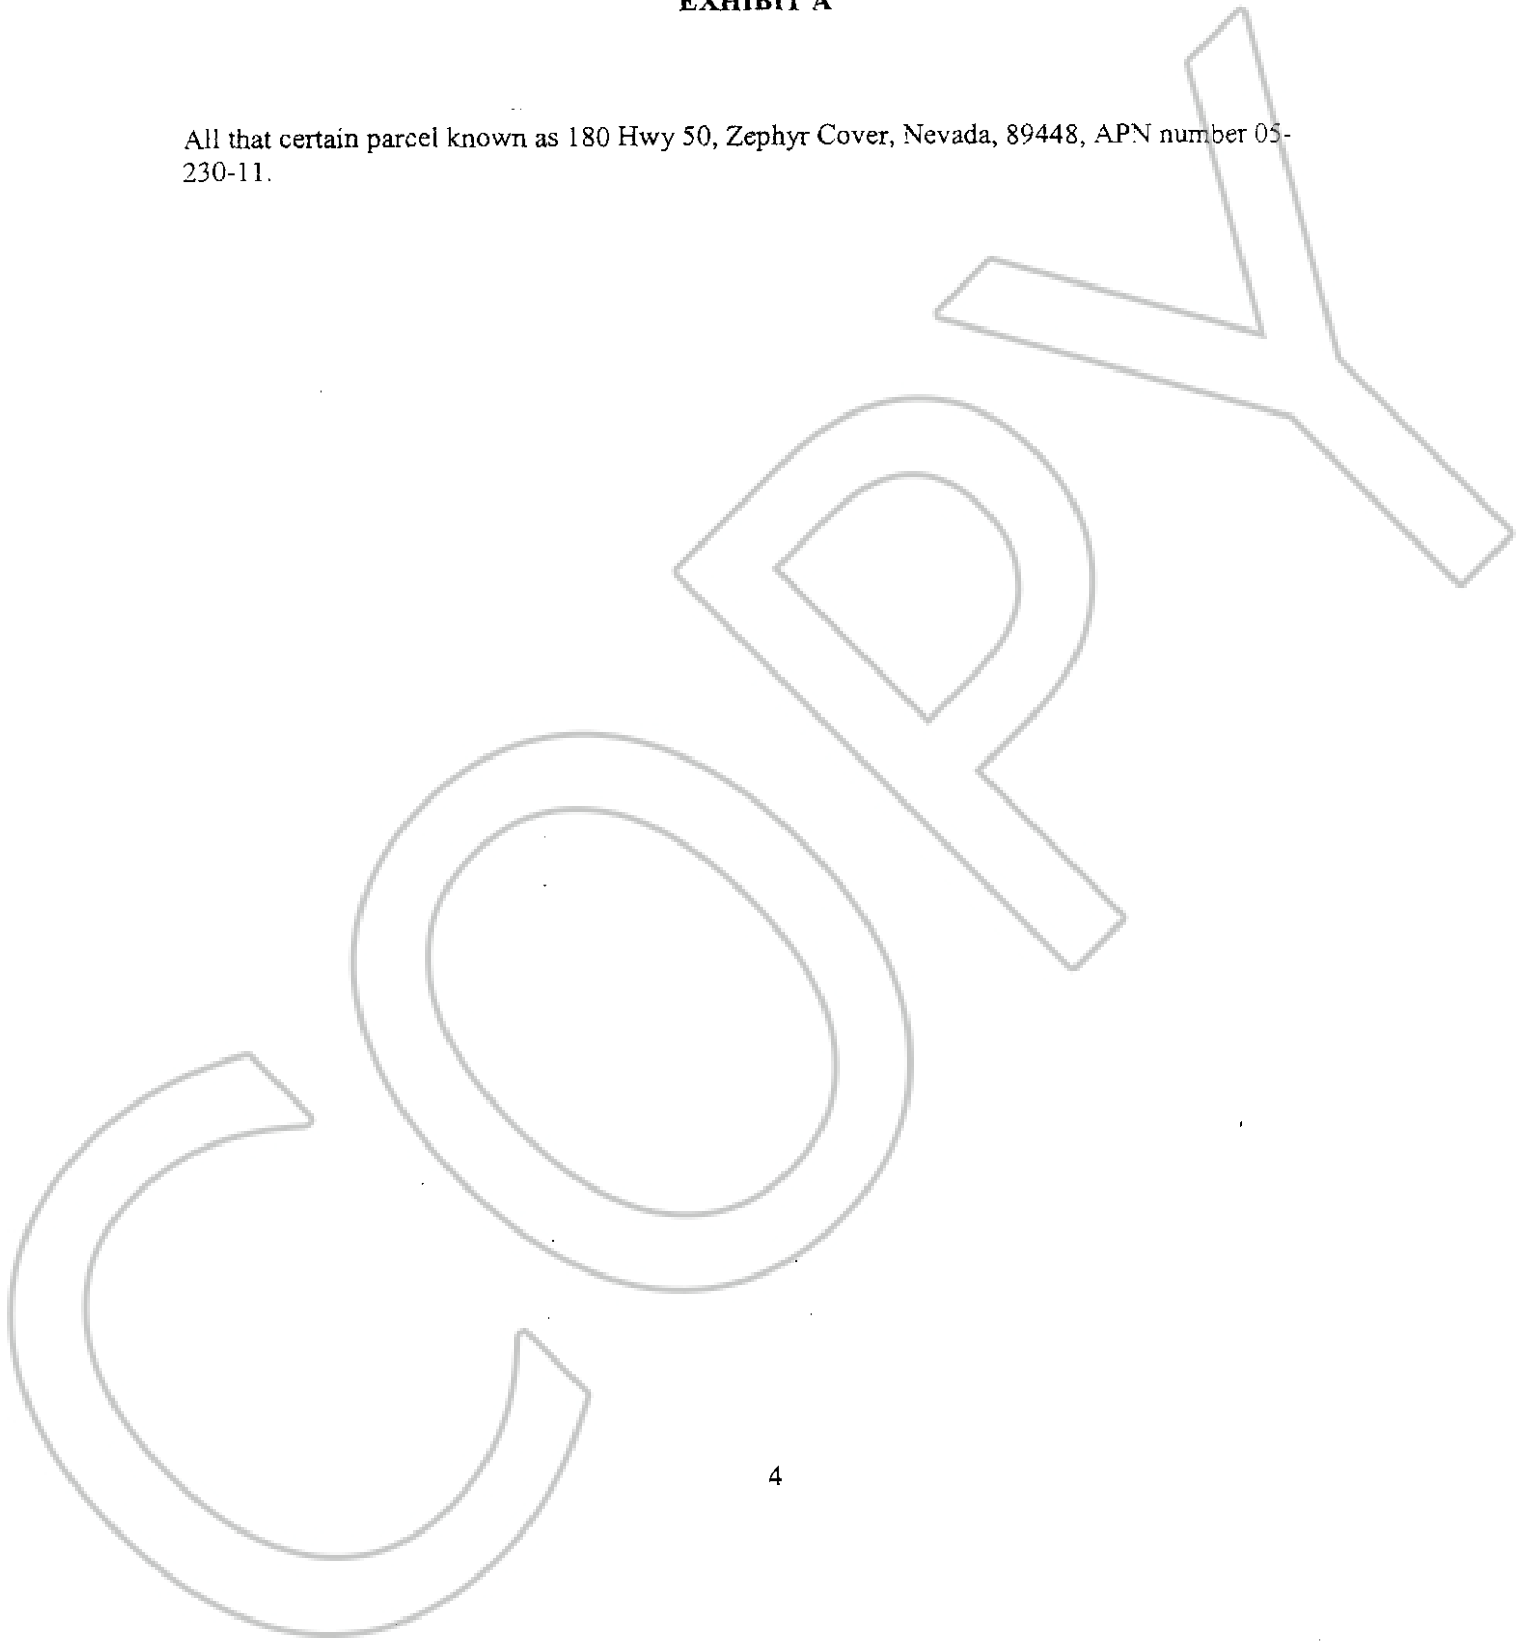 EXHIBIT A
All that certain parcel known as 180 Hwy 50, Zephyr Cover, Nevada, 89448, APN number 05-
230-11.
COPY
4